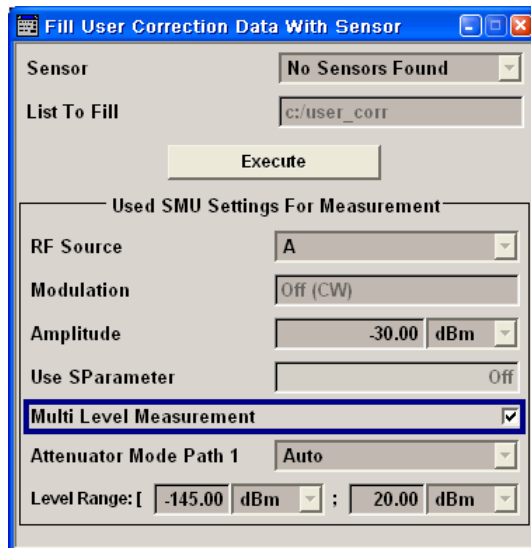 Fill User Correction Data With Sensor
Sensor No Sensors Found
List To Fill c:/user_corr
Execute
Used SMU Settings For Measurement
RF Source A
Modulation Off (CW)
Amplitude -30.00 dBm
Use SParameter Off
Multi Level Measurement
Attenuator Mode Path 1 Auto
Level Range: [ -145.00 dBm ; 20.00 dBm